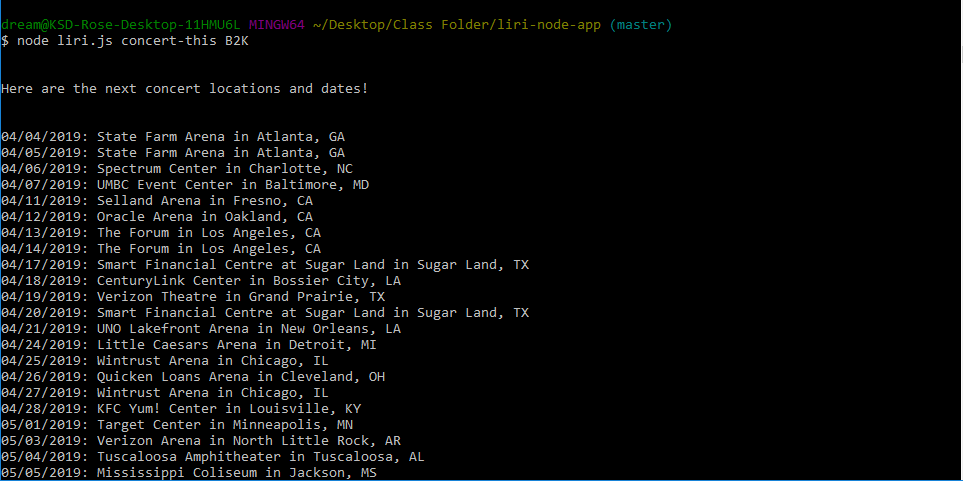 dream@KSD-Rose-Desktop-11HMU6L MINGW64 ~/Desktop/Class Folder/liri-node-app (master)
$ node liri.js concert-this B2K
Here are the next concert locations and dates!
04/04/2019: State Farm Arena in Atlanta, GA
04/05/2019: State Farm Arena in Atlanta, GA
04/06/2019: Spectrum Center in Charlotte, NC
04/07/2019: UMBC Event Center in Baltimore, MD
04/11/2019: Selland Arena in Fresno, CA
04/12/2019: Oracle Arena in Oakland, CA
04/13/2019: The Forum in Los Angeles, CA
04/14/2019: The Forum in Los Angeles, CA
04/17/2019: Smart Financial Centre at Sugar Land in Sugar Land, TX
04/18/2019: CenturyLink Center in Bossier City, LA
04/19/2019: Verizon Theatre in Grand Prairie, TX
04/20/2019: Smart Financial Centre at Sugar Land in Sugar Land, TX
04/21/2019: UNO Lakefront Arena in New Orleans, LA
04/24/2019: Little Caesars Arena in Detroit, MI
04/25/2019: Wintrust Arena in Chicago, IL
04/26/2019: Quicken Loans Arena in Cleveland, OH
04/27/2019: Wintrust Arena in Chicago, IL
04/28/2019: KFC Yum! Center in Louisville, KY
05/01/2019: Target Center in Minneapolis, MN
05/03/2019: Verizon Arena in North Little Rock, AR
05/04/2019: Tuscaloosa Amphitheater in Tuscaloosa, AL
05/05/2019: Mississippi Coliseum in Jackson, MS